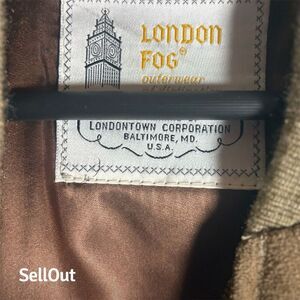 LONDON
FOG®
outerwear
LONDONTOWN CORPORATION
BALTIMORE, MD.
U.S.A.
SellOut